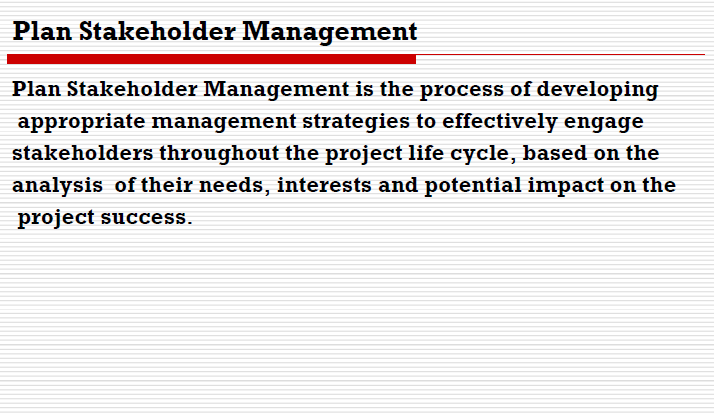 Plan Stakeholder Management
Plan Stakeholder Management is the process of developing
appropriate management strategies to effectively engage
stakeholders throughout the project life cycle, based on the
analysis  of their needs, interests and potential impact on the
project success.